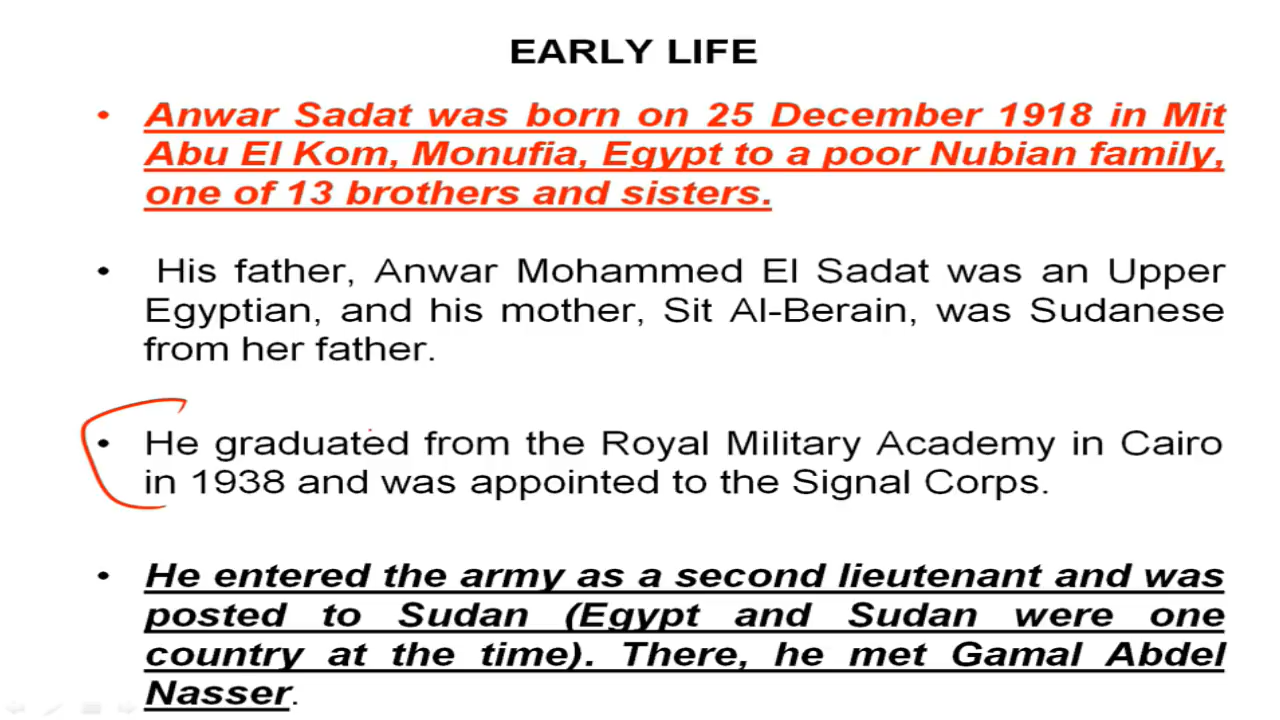 EARLY LIFE
• Anwar Sadat was born on 25 December 1918 in Mit
Abu El Kom, Monufia, Egypt to a poor Nubian family,
one of 13 brothers and sisters.
• His father, Anwar Mohammed El Sadat was an Upper
Egyptian, and his mother, Sit Al-Berain, was Sudanese
from her father.
• He graduated from the Royal Military Academy in Cairo
in 1938 and was appointed to the Signal Corps.
• He entered the army as a second lieutenant and was
posted to Sudan (Egypt and Sudan were one
country at the time). There, he met Gamal Abdel
Nasser.